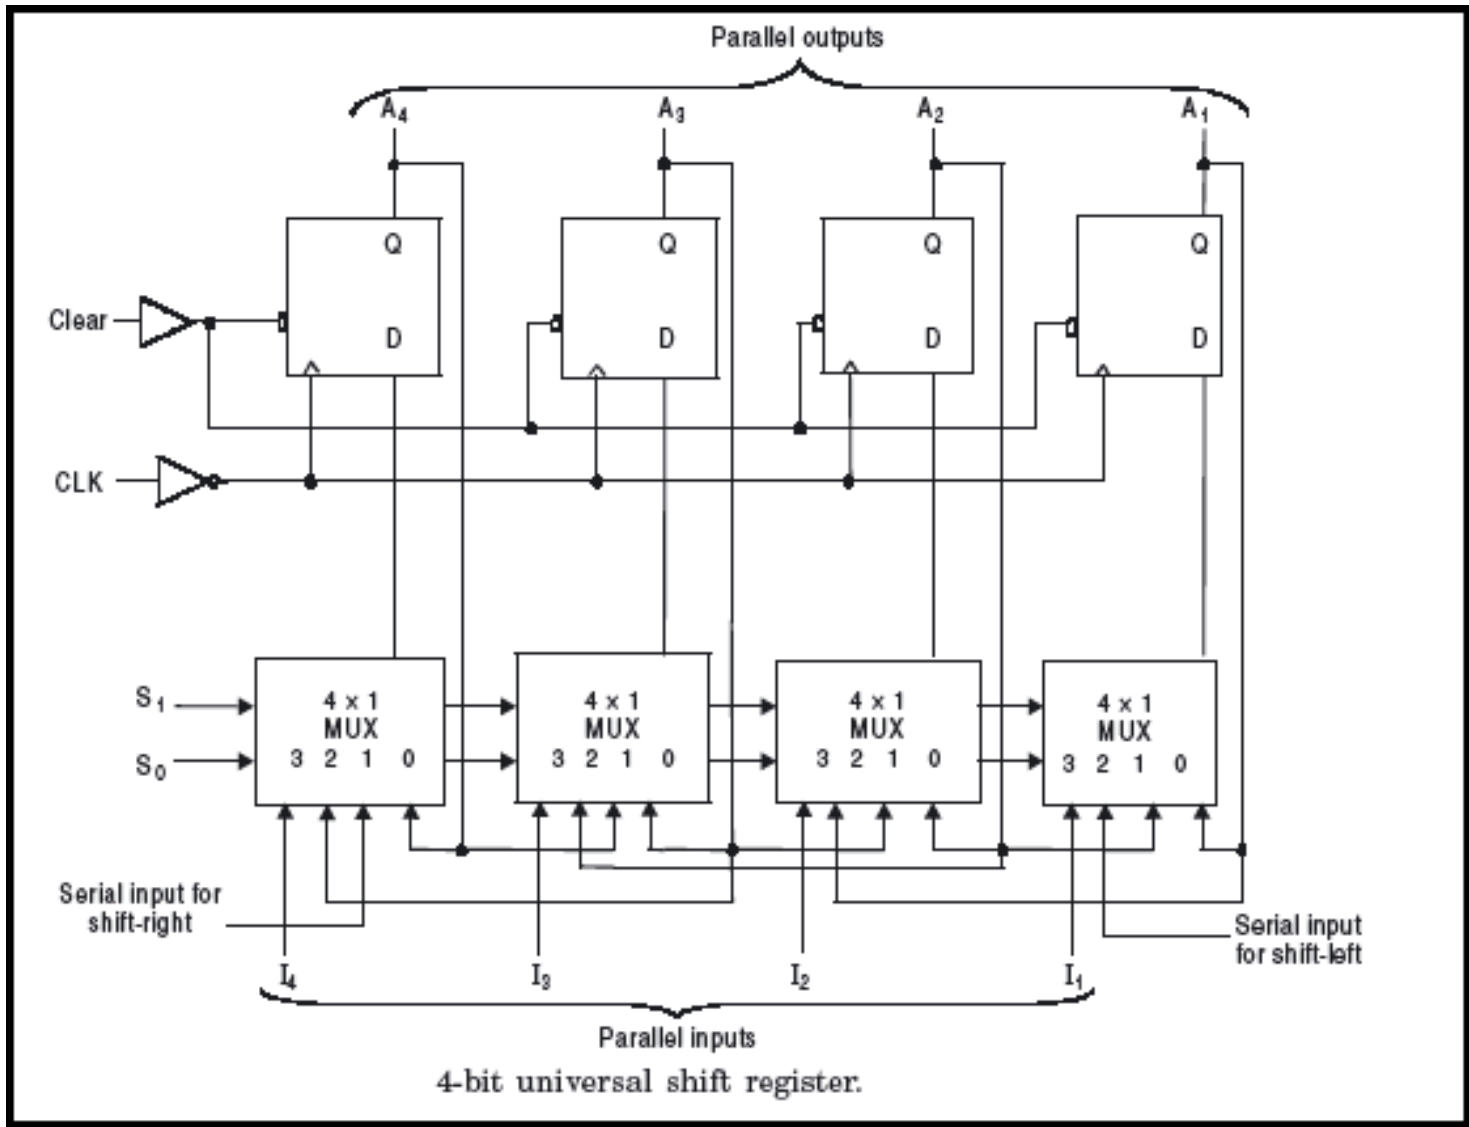 Parallel outputs
A4 A3 A2 A1
Q Q Q Q
Clear
D D D D
CLK
S1
4 x 1 4 x 1 4 x 1 4 x 1
MUX MUX MUX MUX
S0
3 2 1 0 3 2 1 0 3 2 1 0 3 2 1 0
Serial input for
shift-right
Serial input
for shift-left
I4 I3 I2 I1
Parallel inputs
4-bit universal shift register.